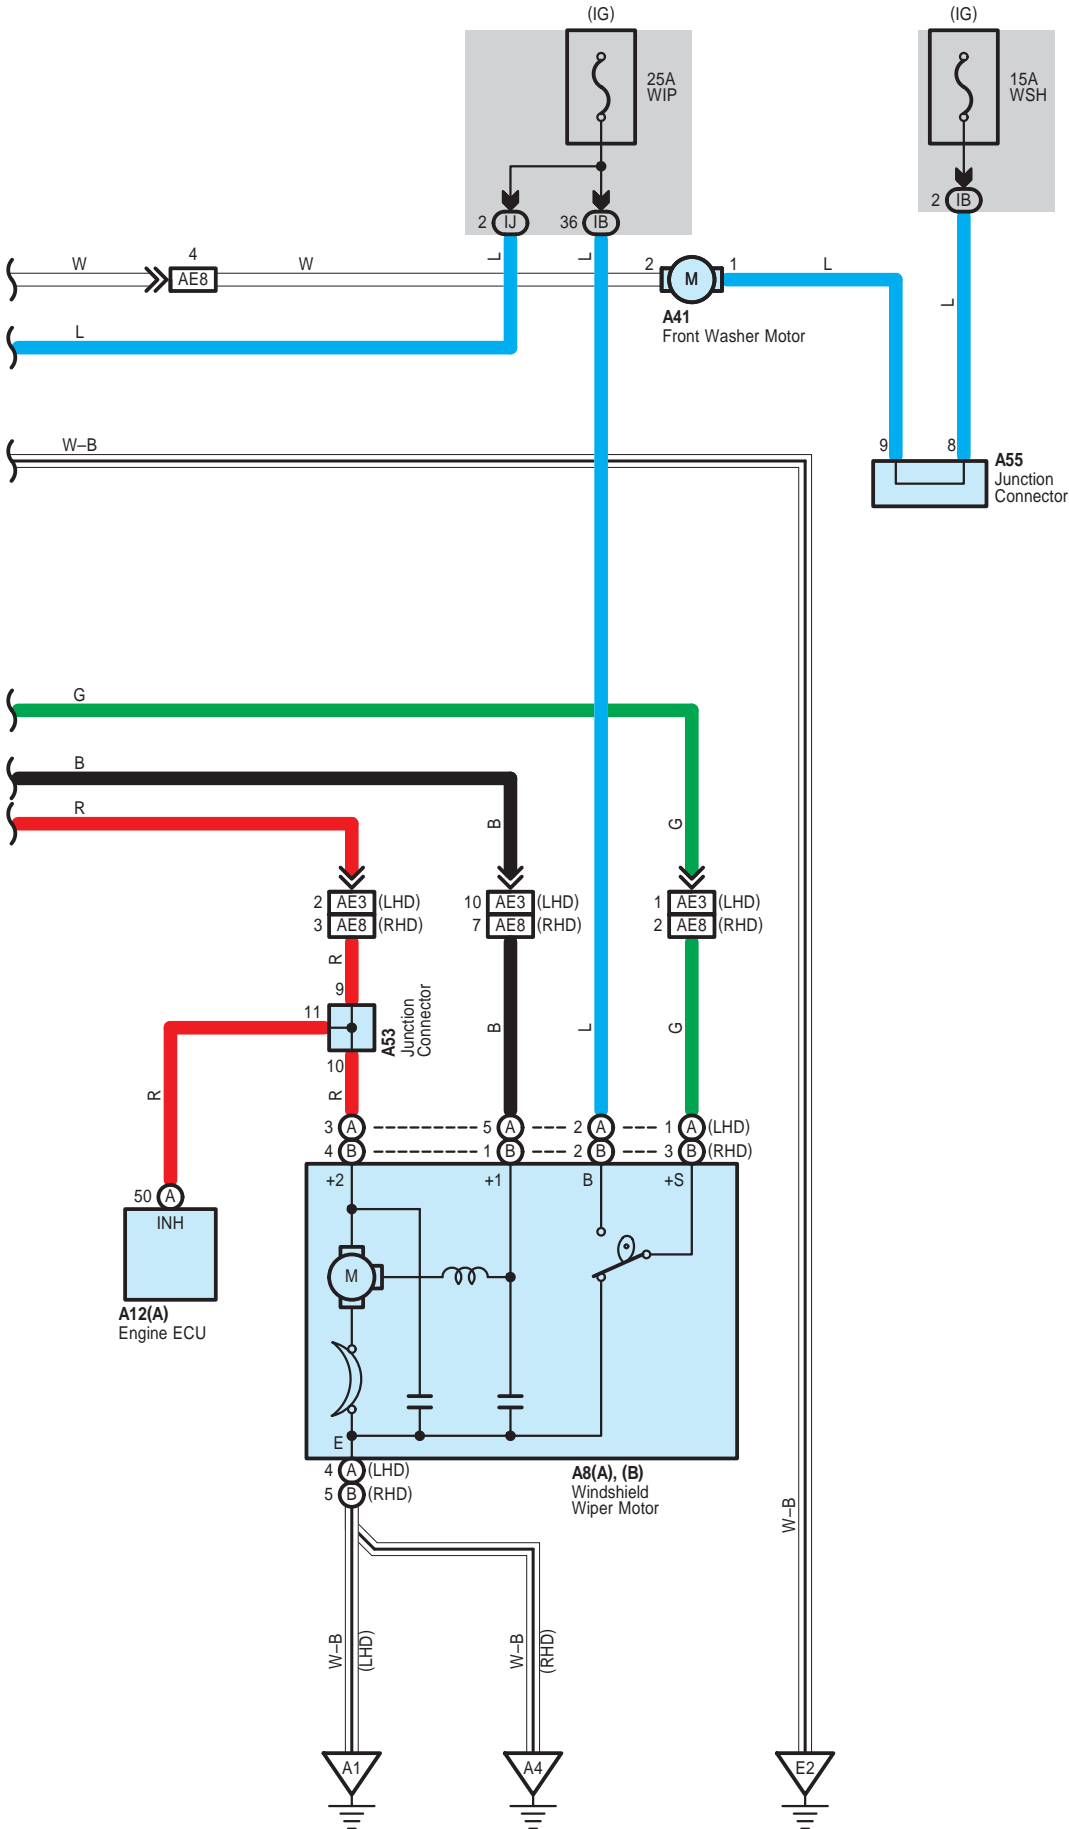 (IG)
(IG)
25A
WIP
15A
WSH
2 IJ
36 IB
2 IB
W
4
AE8
W
L
L
2
M
1
L
L
A41
Front Washer Motor
L
W–B
9
8
A55
Junction
Connector
G
B
R
B
G
2 AE3 (LHD)
3 AE8 (RHD)
10 AE3 (LHD)
7 AE8 (RHD)
1 AE3 (LHD)
2 AE8 (RHD)
R
9
11
A53
Junction
Connector
10
R
R
B
L
G
3 A
5 A
2 A
1 A (LHD)
4 B
1 B
2 B
3 B (RHD)
+2
+1
B
+S
50 A
INH
A12(A)
Engine ECU
M
E
4 A (LHD)
5 B (RHD)
A8(A), (B)
Windshield
Wiper Motor
W–B
W–B
(LHD)
W–B
(RHD)
A1
A4
E2